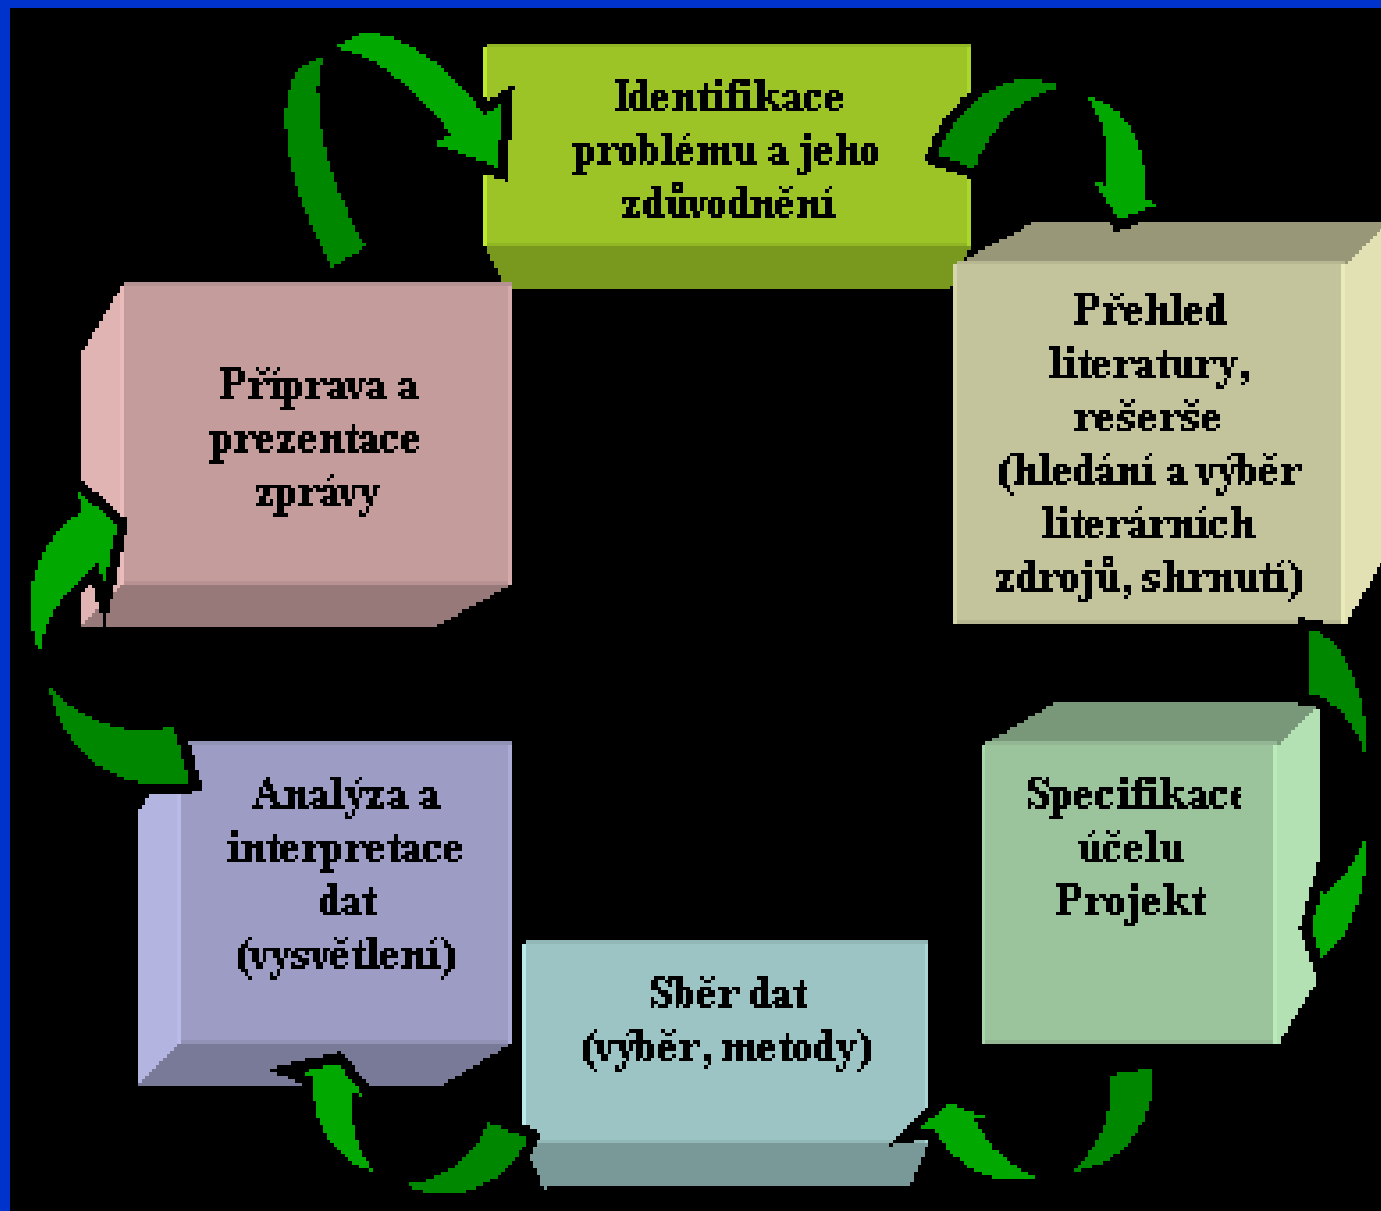 Identifikace
problému a jeho
zdůvodnění
Přehled
literatury,
rešerše
(hledání a výběr
literárních
zdrojů, shrnutí)
Specifikace
účelu
Projekt
Sběr dat
(výběr, metody)
Analýza a
interpretace
dat
(vysvětlení)
Příprava a
prezentace
zprávy